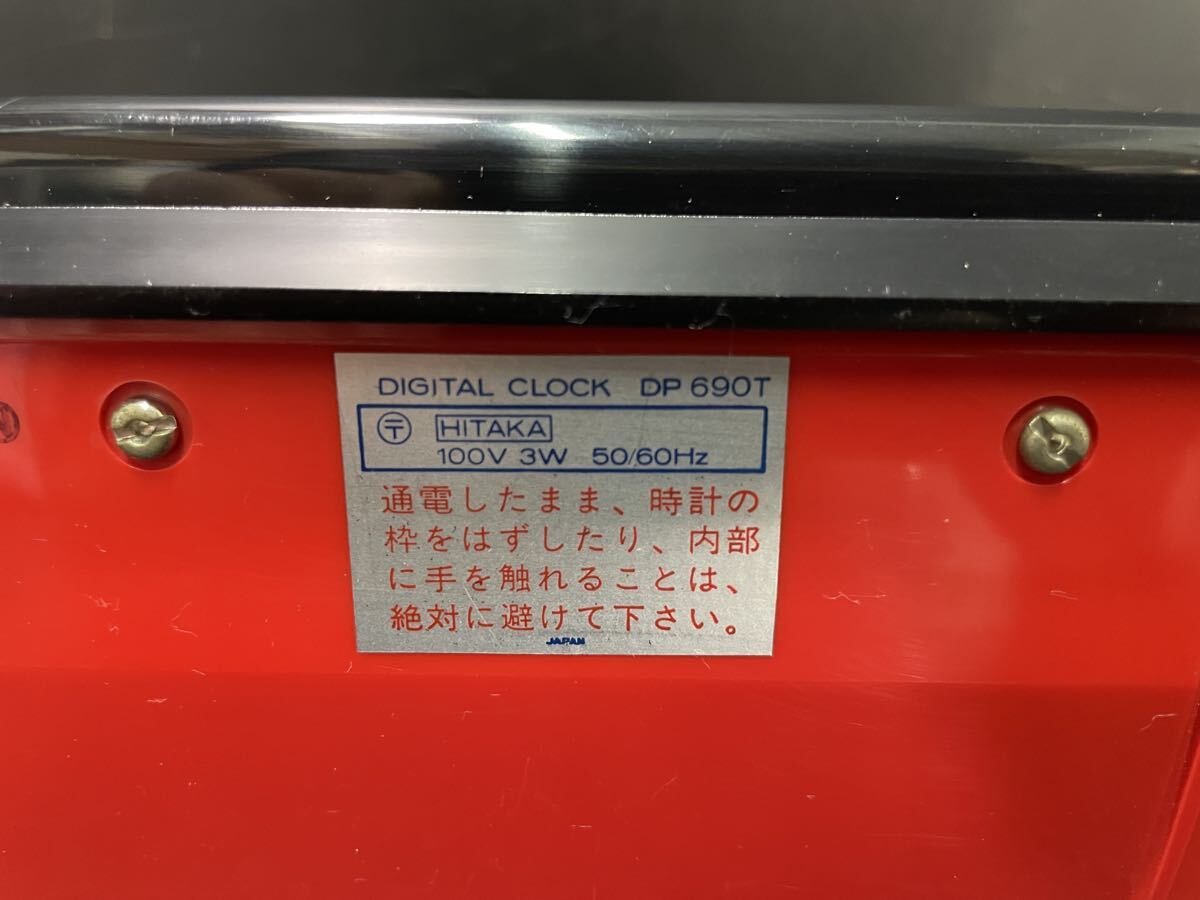 DIGITAL CLOCK DP 690T
〒 HITAKA
100V 3W 50/60Hz
通電したまま、時計の
枠をはずしたり、内部
に手を触れることは、
絶対に避けて下さい。
JAPAN